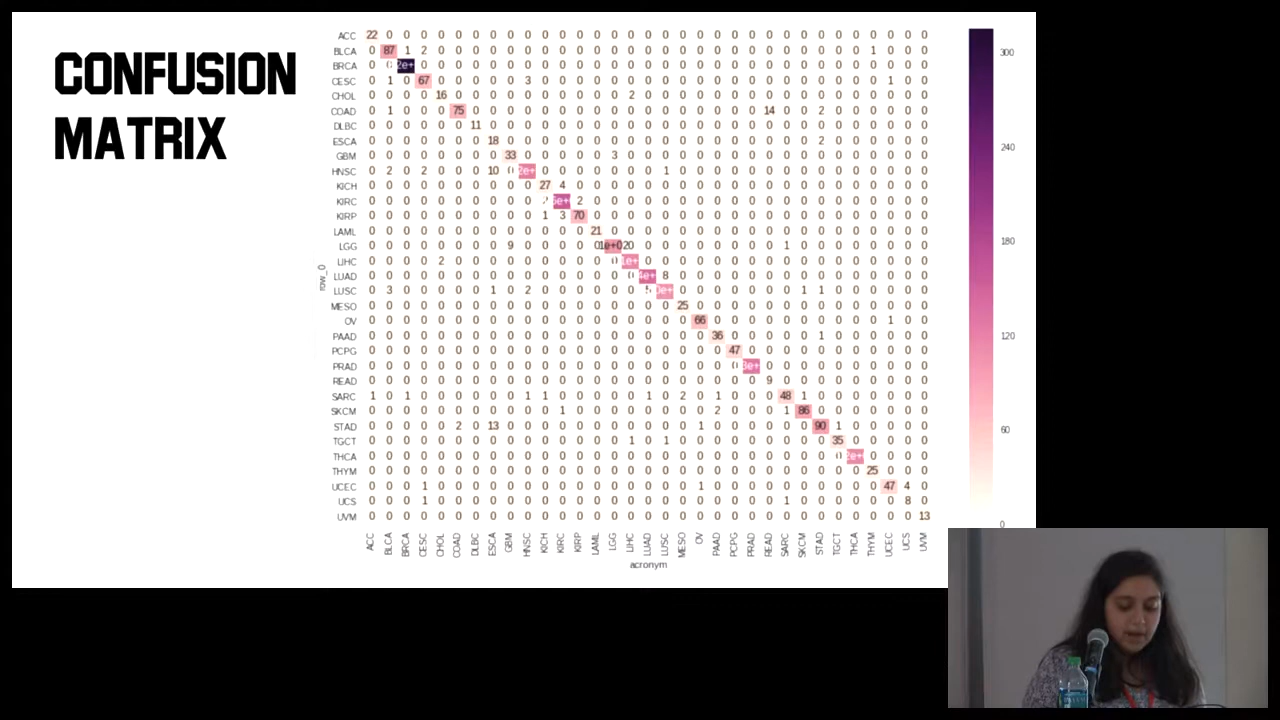 CONFUSION
MATRIX
ACC 22 0 0 0 0 0 0 0 0 0 0 0 0 0 0 0 0 0 0 0 0 0 0 0 0 0 0 0 0 0 0 0 0
BLCA 0 87 1 2 0 0 0 0 0 0 0 0 0 0 0 0 0 0 0 0 0 0 0 0 0 0 0 0 0 1 0 0 0
BRCA 0 2e+ 0 0 0 0 0 0 0 0 0 0 0 0 0 0 0 0 0 0 0 0 0 0 0 0 0 0 0 0 0 0
CESC 0 1 0 67 0 0 0 0 0 3 0 0 0 0 0 0 0 0 0 0 0 0 0 0 0 0 0 0 0 0 1 0 0
CHOL 0 0 0 0 16 0 0 0 0 0 0 0 0 0 0 2 0 0 0 0 0 0 0 0 0 0 0 0 0 0 0 0 0
COAD 0 1 0 0 0 75 0 0 0 0 0 0 0 0 0 0 0 0 0 0 0 0 0 14 0 0 2 0 0 0 0 0 0
DLBC 0 0 0 0 0 0 11 0 0 0 0 0 0 0 0 0 0 0 0 0 0 0 0 0 0 0 0 0 0 0 0 0 0
ESCA 0 0 0 0 0 0 0 18 0 0 0 0 0 0 0 0 0 0 0 0 0 0 0 0 0 0 2 0 0 0 0 0 0
GBM 0 0 0 0 0 0 0 0 33 0 0 0 0 0 3 0 0 0 0 0 0 0 0 0 0 0 0 0 0 0 0 0 0
HNSC 0 2 0 2 0 0 0 10 0 2e+ 0 0 0 0 0 0 0 1 0 0 0 0 0 0 0 0 0 0 0 0 0 0 0
KICH 0 0 0 0 0 0 0 0 0 0 27 4 0 0 0 0 0 0 0 0 0 0 0 0 0 0 0 0 0 0 0 0 0
KIRC 0 0 0 0 0 0 0 0 0 0 e+ 2 0 0 0 0 0 0 0 0 0 0 0 0 0 0 0 0 0 0 0 0
KIRP 0 0 0 0 0 0 0 0 0 0 1 3 70 0 0 0 0 0 0 0 0 0 0 0 0 0 0 0 0 0 0 0 0
LAML 0 0 0 0 0 0 0 0 0 0 0 0 0 21 0 0 0 0 0 0 0 0 0 0 0 0 0 0 0 0 0 0 0
LGG 0 0 0 0 0 0 0 0 9 0 0 0 0 0 1e+02 0 0 0 0 0 0 0 0 0 1 0 0 0 0 0 0 0 0
LIHC 0 0 0 0 2 0 0 0 0 0 0 0 0 0 0 1e+ 0 0 0 0 0 0 0 0 0 0 0 0 0 0 0 0 0
LUAD 0 0 0 0 0 0 0 0 0 0 0 0 0 0 0 0 4e+ 8 0 0 0 0 0 0 0 0 0 0 0 0 0 0 0
LUSC 0 3 0 0 0 0 0 1 0 2 0 0 0 0 0 0 e+ 0 0 0 0 0 0 0 1 1 0 0 0 0 0 0
MESO 0 0 0 0 0 0 0 0 0 0 0 0 0 0 0 0 0 0 25 0 0 0 0 0 0 0 0 0 0 0 0 0 0
OV 0 0 0 0 0 0 0 0 0 0 0 0 0 0 0 0 0 0 0 66 0 0 0 0 0 0 0 0 0 0 1 0 0
PAAD 0 0 0 0 0 0 0 0 0 0 0 0 0 0 0 0 0 0 0 0 36 0 0 0 0 0 1 0 0 0 0 0 0
PCPG 0 0 0 0 0 0 0 0 0 0 0 0 0 0 0 0 0 0 0 0 0 47 0 0 0 0 0 0 0 0 0 0 0
PRAD 0 0 0 0 0 0 0 0 0 0 0 0 0 0 0 0 0 0 0 0 0 0 3e+ 0 0 0 0 0 0 0 0 0 0
READ 0 0 0 0 0 0 0 0 0 0 0 0 0 0 0 0 0 0 0 0 0 0 0 9 0 0 0 0 0 0 0 0 0
SARC 1 0 1 0 0 0 0 0 0 1 1 0 0 0 0 0 1 0 2 0 1 0 0 0 48 1 0 0 0 0 0 0 0
SKCM 0 0 0 0 0 0 0 0 0 0 0 1 0 0 0 0 0 0 0 0 2 0 0 0 1 86 0 0 0 0 0 0 0
STAD 0 0 0 0 0 2 0 13 0 0 0 0 0 0 0 0 0 0 0 1 0 0 0 0 0 0 90 1 0 0 0 0 0
TGCT 0 0 0 0 0 0 0 0 0 0 0 0 0 0 0 1 0 1 0 0 0 0 0 0 0 0 0 35 0 0 0 0 0
THCA 0 0 0 0 0 0 0 0 0 0 0 0 0 0 0 0 0 0 0 0 0 0 0 0 0 0 0 0 2e+ 0 0 0 0
THYM 0 0 0 0 0 0 0 0 0 0 0 0 0 0 0 0 0 0 0 0 0 0 0 0 0 0 0 0 0 25 0 0 0
UCEC 0 0 0 1 0 0 0 0 0 0 0 0 0 0 0 0 0 0 0 1 0 0 0 0 0 0 0 0 0 0 47 4 0
UCS 0 0 0 1 0 0 0 0 0 0 0 0 0 0 0 0 0 0 0 0 0 0 0 0 1 0 0 0 0 0 0 8 0
UVM 0 0 0 0 0 0 0 0 0 0 0 0 0 0 0 0 0 0 0 0 0 0 0 0 0 0 0 0 0 0 0 0 13
row_0
ACC BLCA BRCA CESC CHOL COAD DLBC ESCA GBM HNSC KICH KIRC KIRP LAML LGG LIHC LUAD LUSC MESO OV PAAD PCPG PRAD READ SARC SKCM STAD TGCT THCA THYM UCEC UCS UVM
acronym
300
240
180
120
60
0